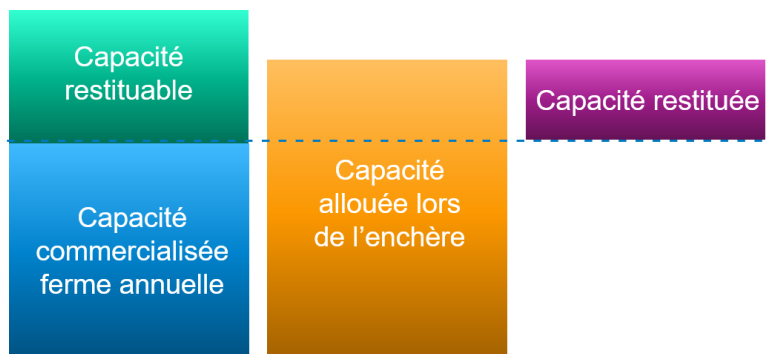 Capacité
restituable
Capacité
commercialisée
ferme annuelle
Capacité
allouée lors
de l’enchère
Capacité restituée